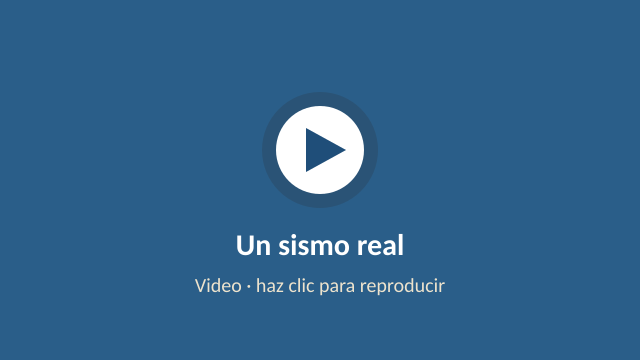 Un sismo real
Video · haz clic para reproducir